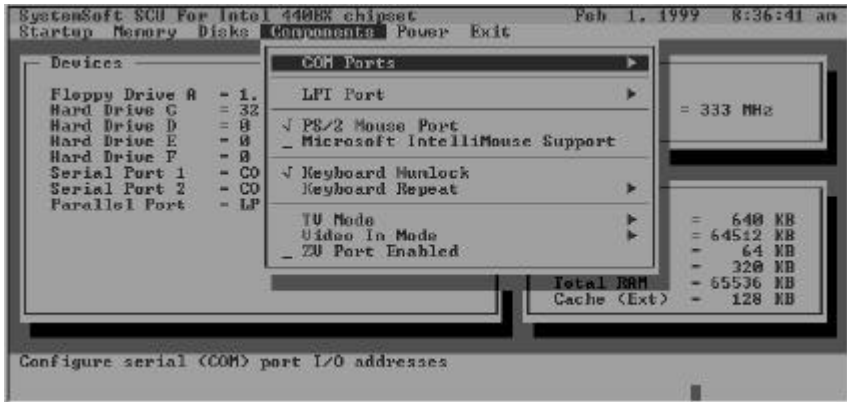 SystemSoft SCU For Intel 440BX chipset Feb 1, 1999 8:36:41 am
Startup Memory Disks Components Power Exit
Devices
Floppy Drive A = 1.
Hard Drive C = 32
Hard Drive D = 0
Hard Drive E = 0
Hard Drive F = 0
Serial Port 1 = CO
Serial Port 2 = CO
Parallel Port = LP
COM Ports ►
LPT Port ►
√ PS/2 Mouse Port
_ Microsoft IntelliMouse Support
√ Keyboard Numlock
Keyboard Repeat ►
TV Mode ►
Video In Mode ►
_ ZV Port Enabled
= 333 MHz
= 640 KB
= 64512 KB
= 64 KB
= 320 KB
Total RAM = 65536 KB
Cache (Ext) = 128 KB
Configure serial (COM) port I/O addresses